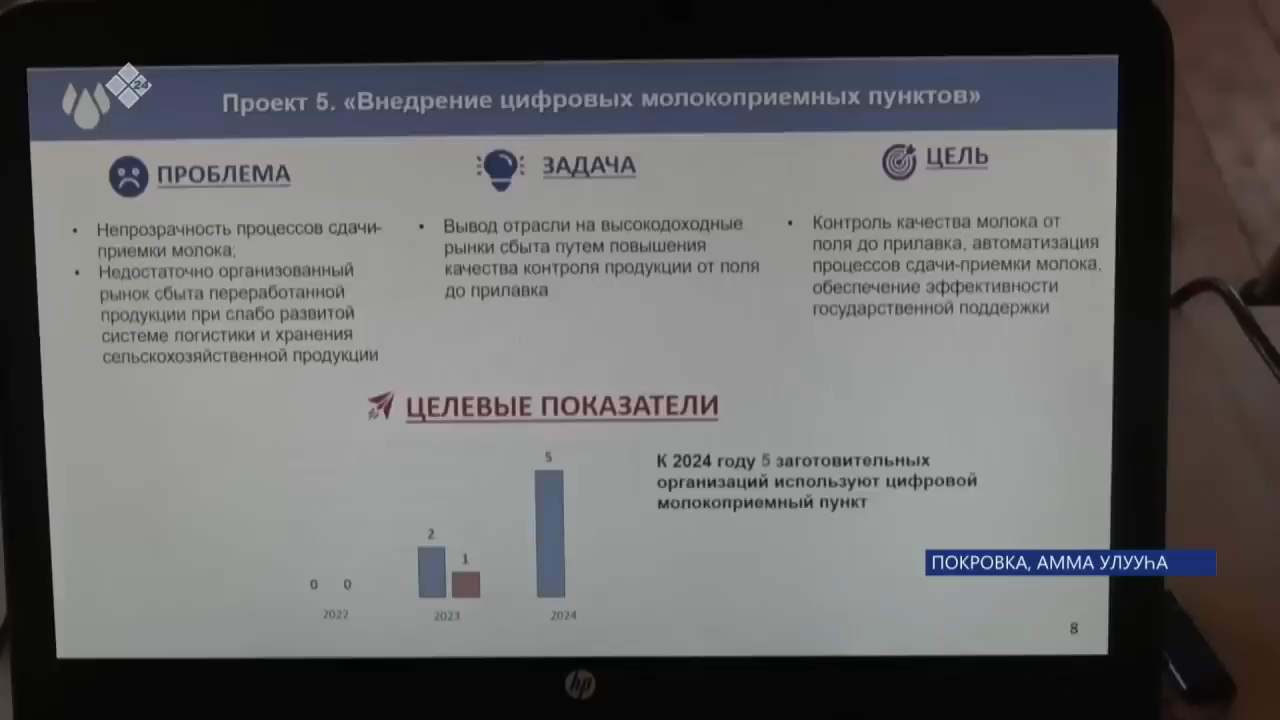 24
Проект 5. «Внедрение цифровых молокоприемных пунктов»
ПРОБЛЕМА
• Непрозрачность процессов сдачи-
приемки молока;
• Недостаточно организованный
рынок сбыта переработанной
продукции при слабо развитой
системе логистики и хранения
сельскохозяйственной продукции
ЗАДАЧА
• Вывод отрасли на высокодоходные
рынки сбыта путем повышения
качества контроля продукции от поля
до прилавка
ЦЕЛЬ
• Контроль качества молока от
поля до прилавка, автоматизация
процессов сдачи-приемки молока,
обеспечение эффективности
государственной поддержки
ЦЕЛЕВЫЕ ПОКАЗАТЕЛИ
0 0
2 1
5
2022 2023 2024
К 2024 году 5 заготовительных
организаций используют цифровой
молокоприемный пункт
ПОКРОВКА, АММА УЛУУҺА
8
hp